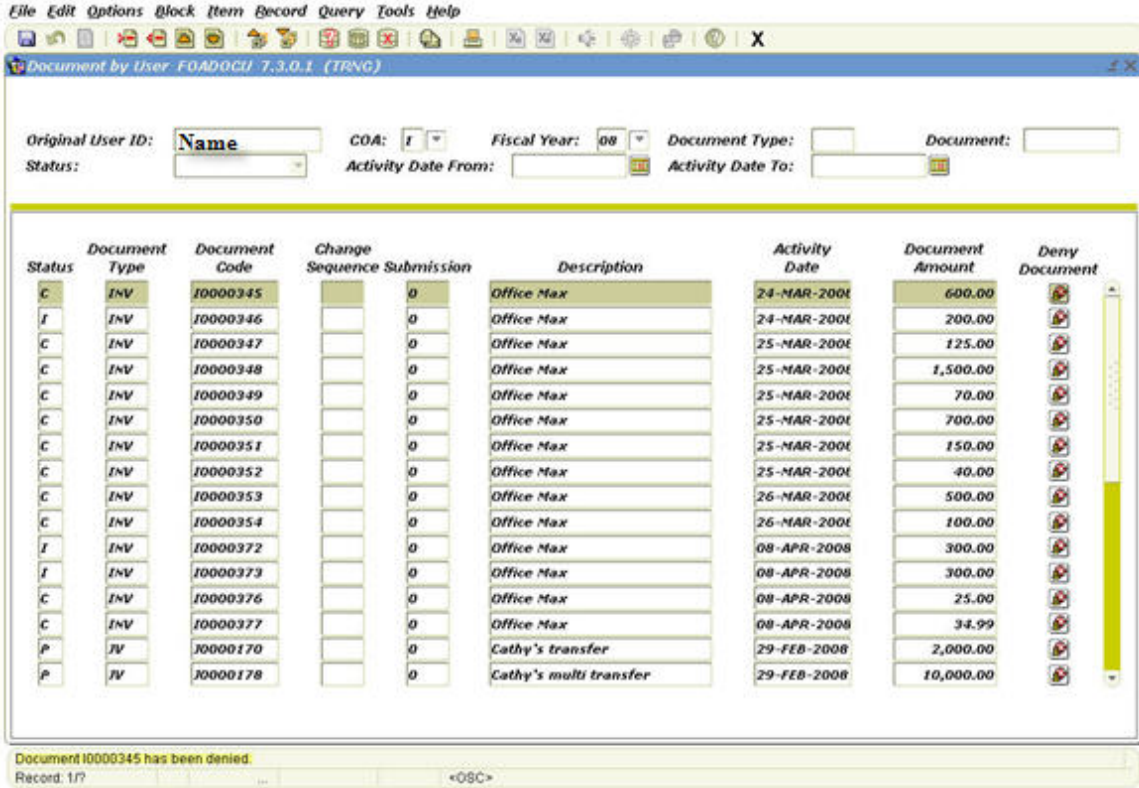 File Edit Options Block Item Record Query Tools Help
Document by User FOADOCU 7.3.0.1 (TRNG)
Original User ID: Name COA: I Fiscal Year: 08 Document Type: Document:
Status: Activity Date From: Activity Date To:
Document Document Change Activity Document Deny
Status Type Code Sequence Submission Description Date Amount Document
C INV I0000345 0 Office Max 24-MAR-200 600.00
I INV I0000346 0 Office Max 24-MAR-200 200.00
C INV I0000347 0 Office Max 25-MAR-200 125.00
C INV I0000348 0 Office Max 25-MAR-200 1,500.00
C INV I0000349 0 Office Max 25-MAR-200 70.00
C INV I0000350 0 Office Max 25-MAR-200 700.00
C INV I0000351 0 Office Max 25-MAR-200 150.00
C INV I0000352 0 Office Max 25-MAR-200 40.00
C INV I0000353 0 Office Max 26-MAR-200 500.00
C INV I0000354 0 Office Max 26-MAR-200 100.00
I INV I0000372 0 Office Max 08-APR-2008 300.00
I INV I0000373 0 Office Max 08-APR-2008 300.00
C INV I0000376 0 Office Max 08-APR-2008 25.00
C INV I0000377 0 Office Max 08-APR-2008 34.99
P JV J0000170 0 Cathy's transfer 29-FEB-2008 2,000.00
P JV J0000178 0 Cathy's multi transfer 29-FEB-2008 10,000.00
Document I0000345 has been denied.
Record: 1/? ... <OSC>